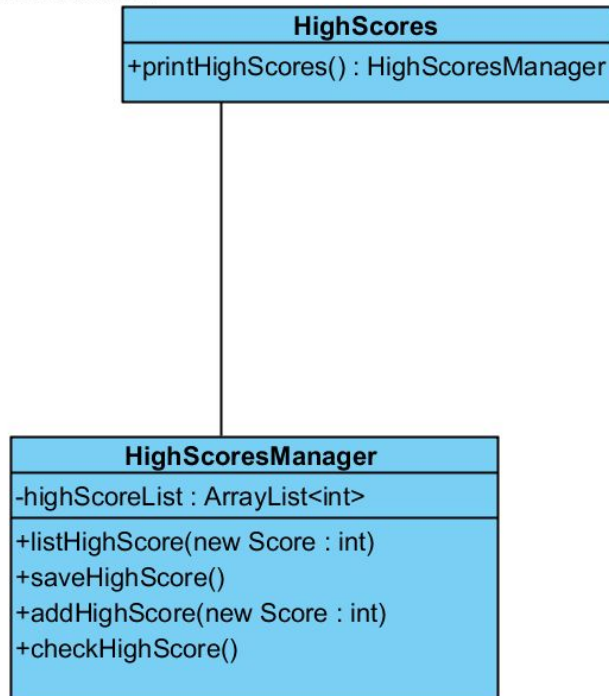 HighScores
+printHighScores() : HighScoresManager
HighScoresManager
-highScoreList : ArrayList<int>
+listHighScore(new Score : int)
+saveHighScore()
+addHighScore(new Score : int)
+checkHighScore()